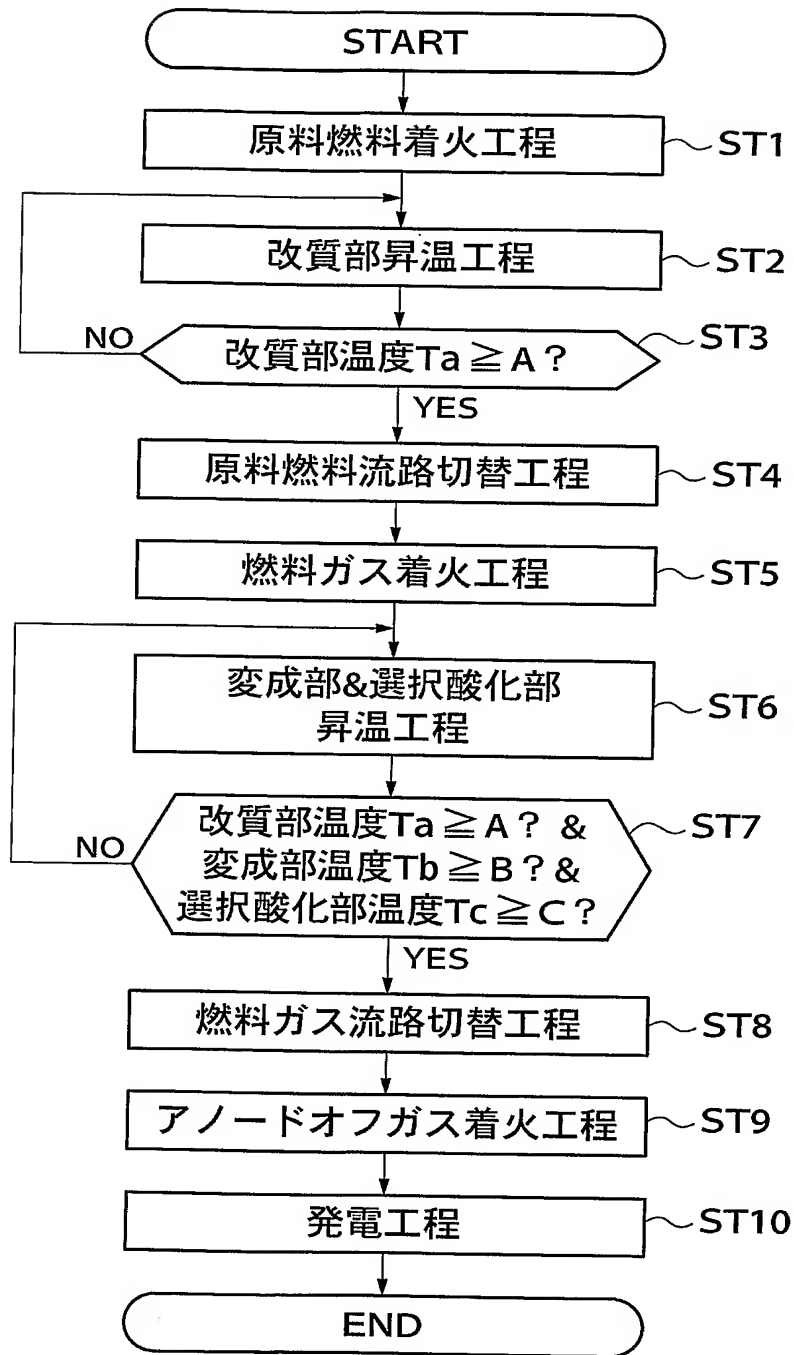 START
原料燃料着火工程
ST1
改質部昇温工程
ST2
NO
改質部温度Ta≧A?
ST3
YES
原料燃料流路切替工程
ST4
燃料ガス着火工程
ST5
変成部&選択酸化部
昇温工程
ST6
NO
改質部温度Ta≧A? &
変成部温度Tb≧B?&
選択酸化部温度Tc≧C?
ST7
YES
燃料ガス流路切替工程
ST8
アノードオフガス着火工程
ST9
発電工程
ST10
END